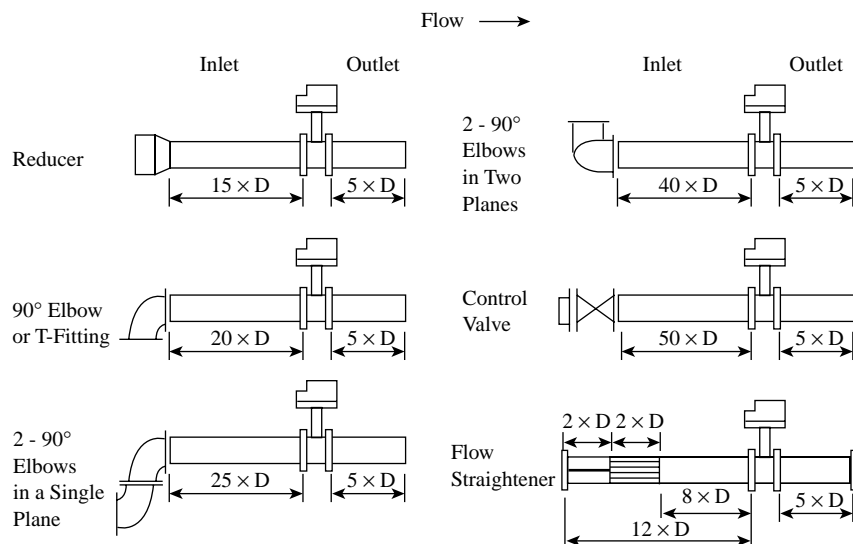 Flow
Inlet
Outlet
Reducer
15 × D
5 × D
90° Elbow
or T-Fitting
20 × D
5 × D
2 - 90°
Elbows
in a Single
Plane
25 × D
5 × D
Inlet
Outlet
2 - 90°
Elbows
in Two
Planes
40 × D
5 × D
Control
Valve
50 × D
5 × D
Flow
Straightener
2 × D
2 × D
8 × D
5 × D
12 × D